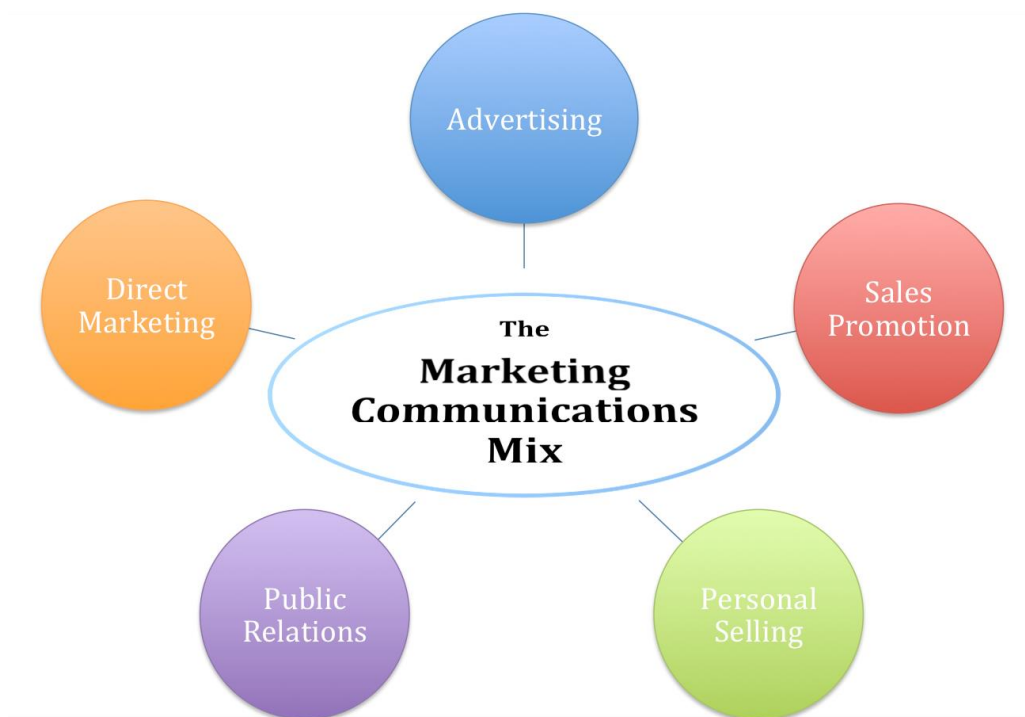 Advertising
Direct
Marketing
Sales
Promotion
The
Marketing
Communications
Mix
Public
Relations
Personal
Selling